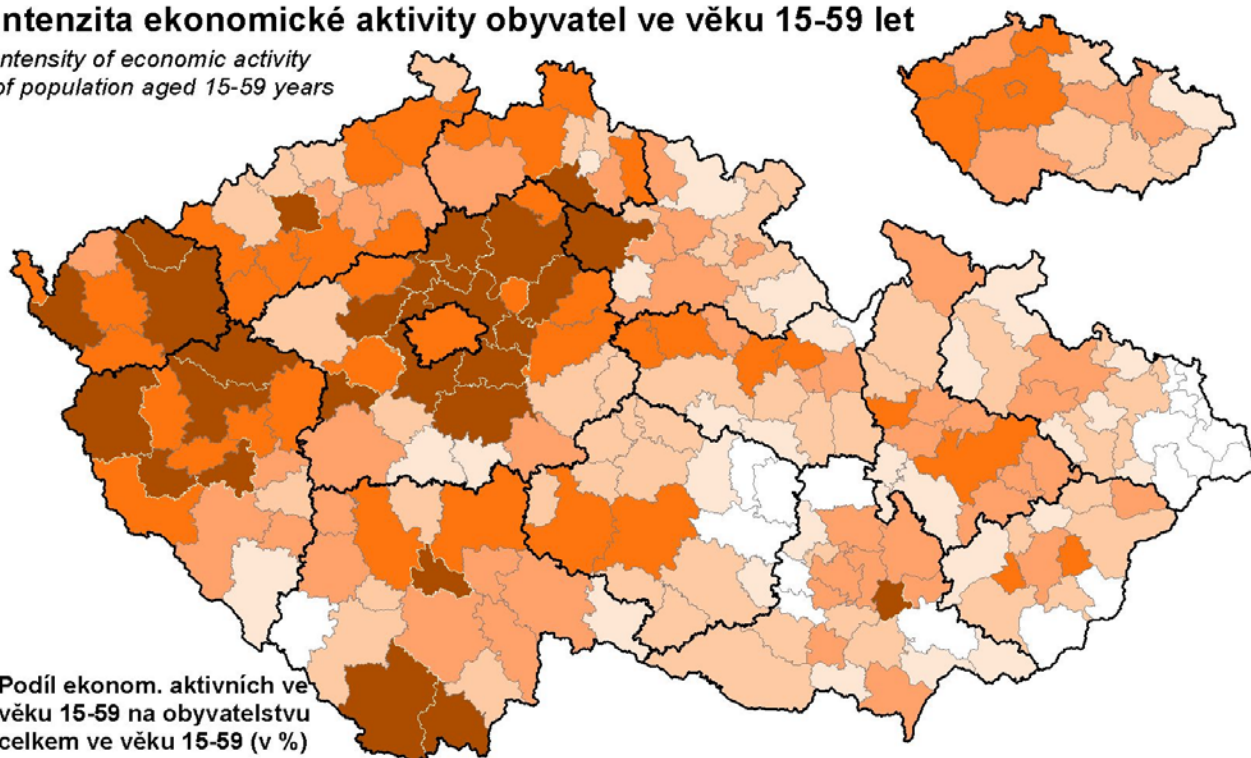 ntenzita ekonomické aktivity obyvatel ve věku 15-59 let
ntensity of economic activity
of population aged 15-59 years
Podíl ekonom. aktivních ve
věku 15-59 na obyvatelstvu
celkem ve věku 15-59 (v %)